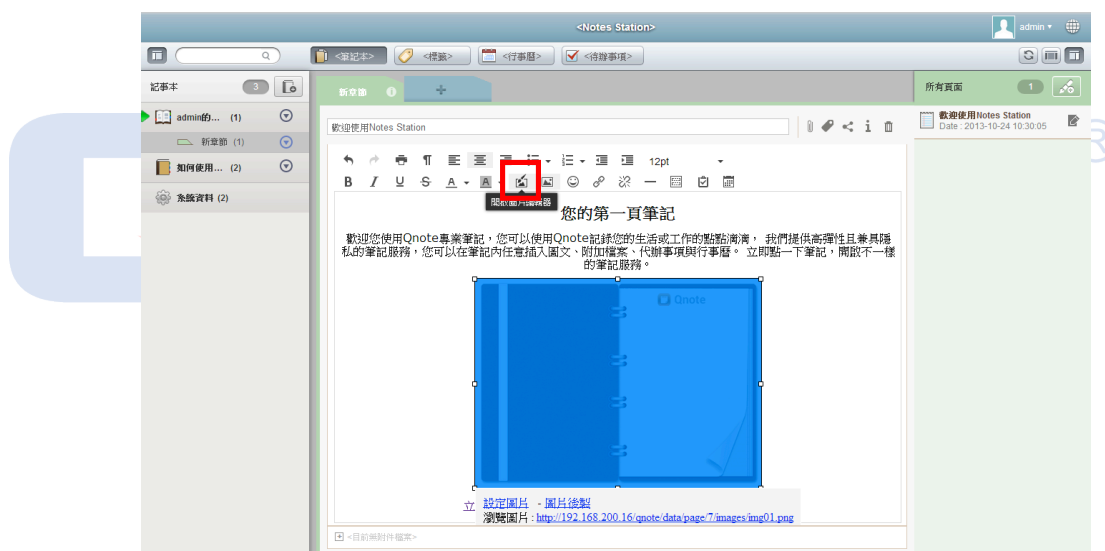 <Notes Station>
admin
<筆記本>
<標籤>
<行事曆>
<待辦事項>
記事本 3
新章節
所有頁面 1
admin的... (1)
新章節 (1)
如何使用... (2)
系統資料 (2)
歡迎使用Notes Station
歡迎使用Notes Station
Date : 2013-10-24 10:30:05
12pt
B I U S A A
開啟圖片編輯器
您的第一頁筆記
歡迎您使用Qnote專業筆記，您可以使用Qnote記錄您的生活或工作的點點滴滴， 我們提供高彈性且兼具隱
私的筆記服務，您可以在筆記內任意插入圖文、附加檔案、代辦事項與行事曆。 立即點一下筆記，開啟不一樣
的筆記服務。
Qnote
立
設定圖片 - 圖片後製
瀏覽圖片 : http://192.168.200.16/qnote/data/page/7/images/img01.png
<目前無附件檔案>